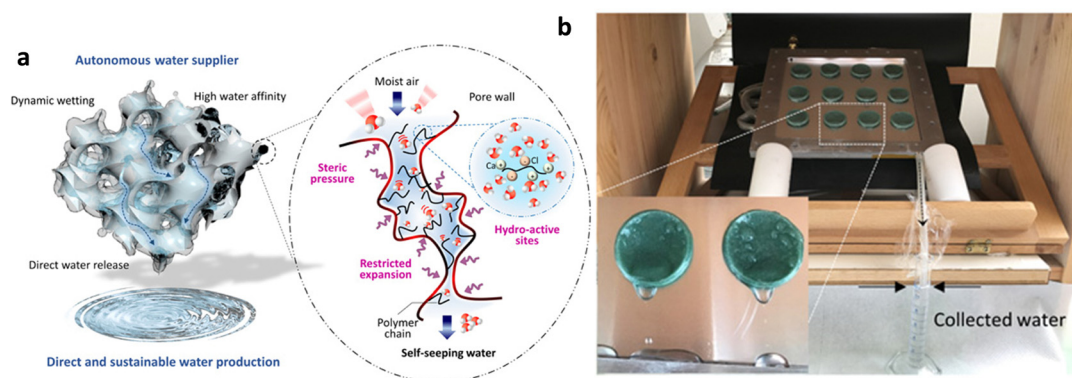 a
Autonomous water supplier
Dynamic wetting
High water affinity
Direct water release
Direct and sustainable water production
Moist air
Pore wall
Steric
pressure
Ca
Cl
Hydro-active
sites
Restricted
expansion
Polymer
chain
Self-seeping water
b
Collected water